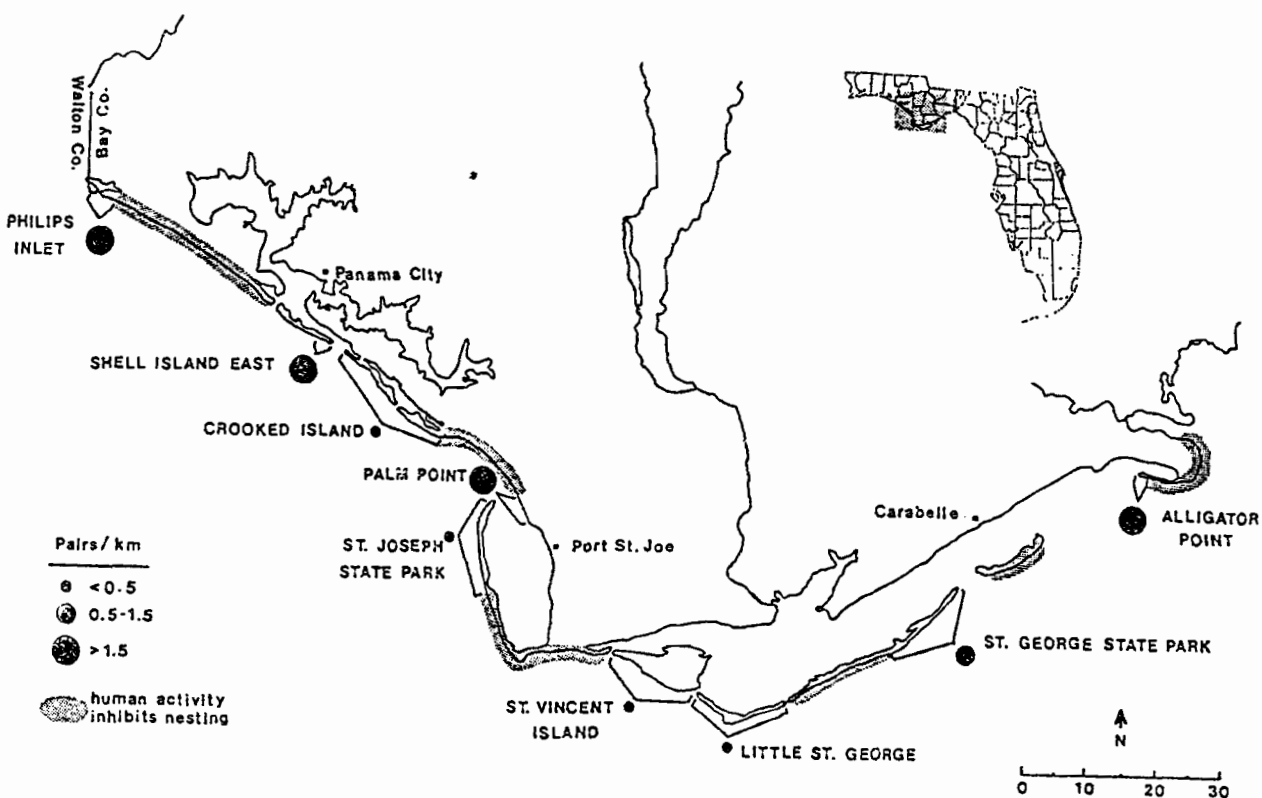 Walton Co.
Bay Co.
PHILIPS
INLET
Panama City
SHELL ISLAND EAST
CROOKED ISLAND
PALM POINT
Carabelle
ALLIGATOR
POINT
Pairs/km
<0.5
0.5-1.5
>1.5
human activity
inhibits nesting
ST. JOSEPH
STATE PARK
Port St. Joe
ST. GEORGE STATE PARK
ST. VINCENT
ISLAND
LITTLE ST. GEORGE
N
0 10 20 30